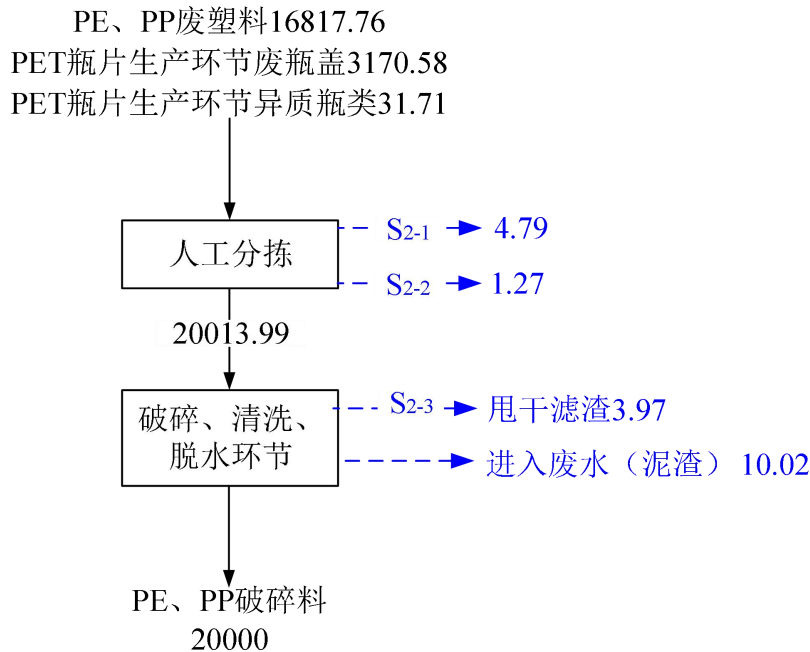 PE、PP废塑料16817.76
PET瓶片生产环节废瓶盖3170.58
PET瓶片生产环节异质瓶类31.71
人工分拣
S2-1
4.79
S2-2
1.27
20013.99
破碎、清洗、
脱水环节
S2-3
甩干滤渣3.97
进入废水（泥渣）10.02
PE、PP破碎料
20000